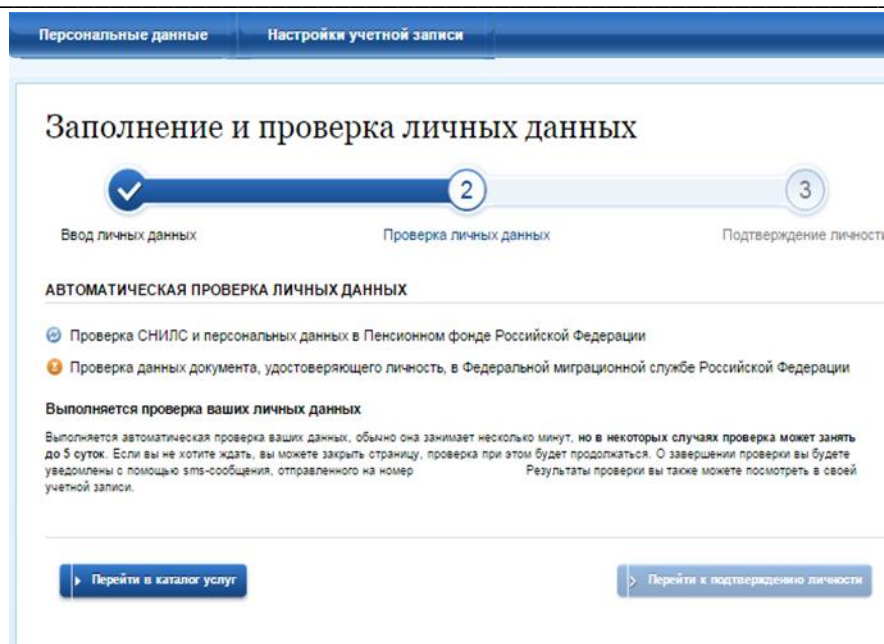 Персональные данные Настройки учетной записи
Заполнение и проверка личных данных
2 3
Ввод личных данных Проверка личных данных Подтверждение личности
АВТОМАТИЧЕСКАЯ ПРОВЕРКА ЛИЧНЫХ ДАННЫХ
Проверка СНИЛС и персональных данных в Пенсионном фонде Российской Федерации
Проверка данных документа, удостоверяющего личность, в Федеральной миграционной службе Российской Федерации
Выполняется проверка ваших личных данных
Выполняется автоматическая проверка ваших данных, обычно она занимает несколько минут, но в некоторых случаях проверка может занять
до 5 суток. Если вы не хотите ждать, вы можете закрыть страницу, проверка при этом будет продолжаться. О завершении проверки вы будете
уведомлены с помощью sms-сообщения, отправленного на номер Результаты проверки вы также можете посмотреть в своей
учетной записи.
Перейти в каталог услуг Перейти к подтверждению личности